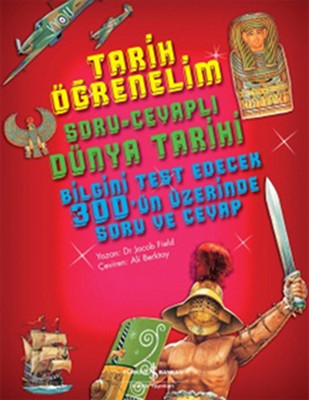 TARİH
ÖĞRENELİM
SORU-CEVAPLI
DÜNYA TARİHİ
BİLGİNİ TEST EDECEK
300'ÜN ÜZERİNDE
SORU VE CEVAP
Yazan: Dr Jacob Field
Çeviren: Ali Berktay